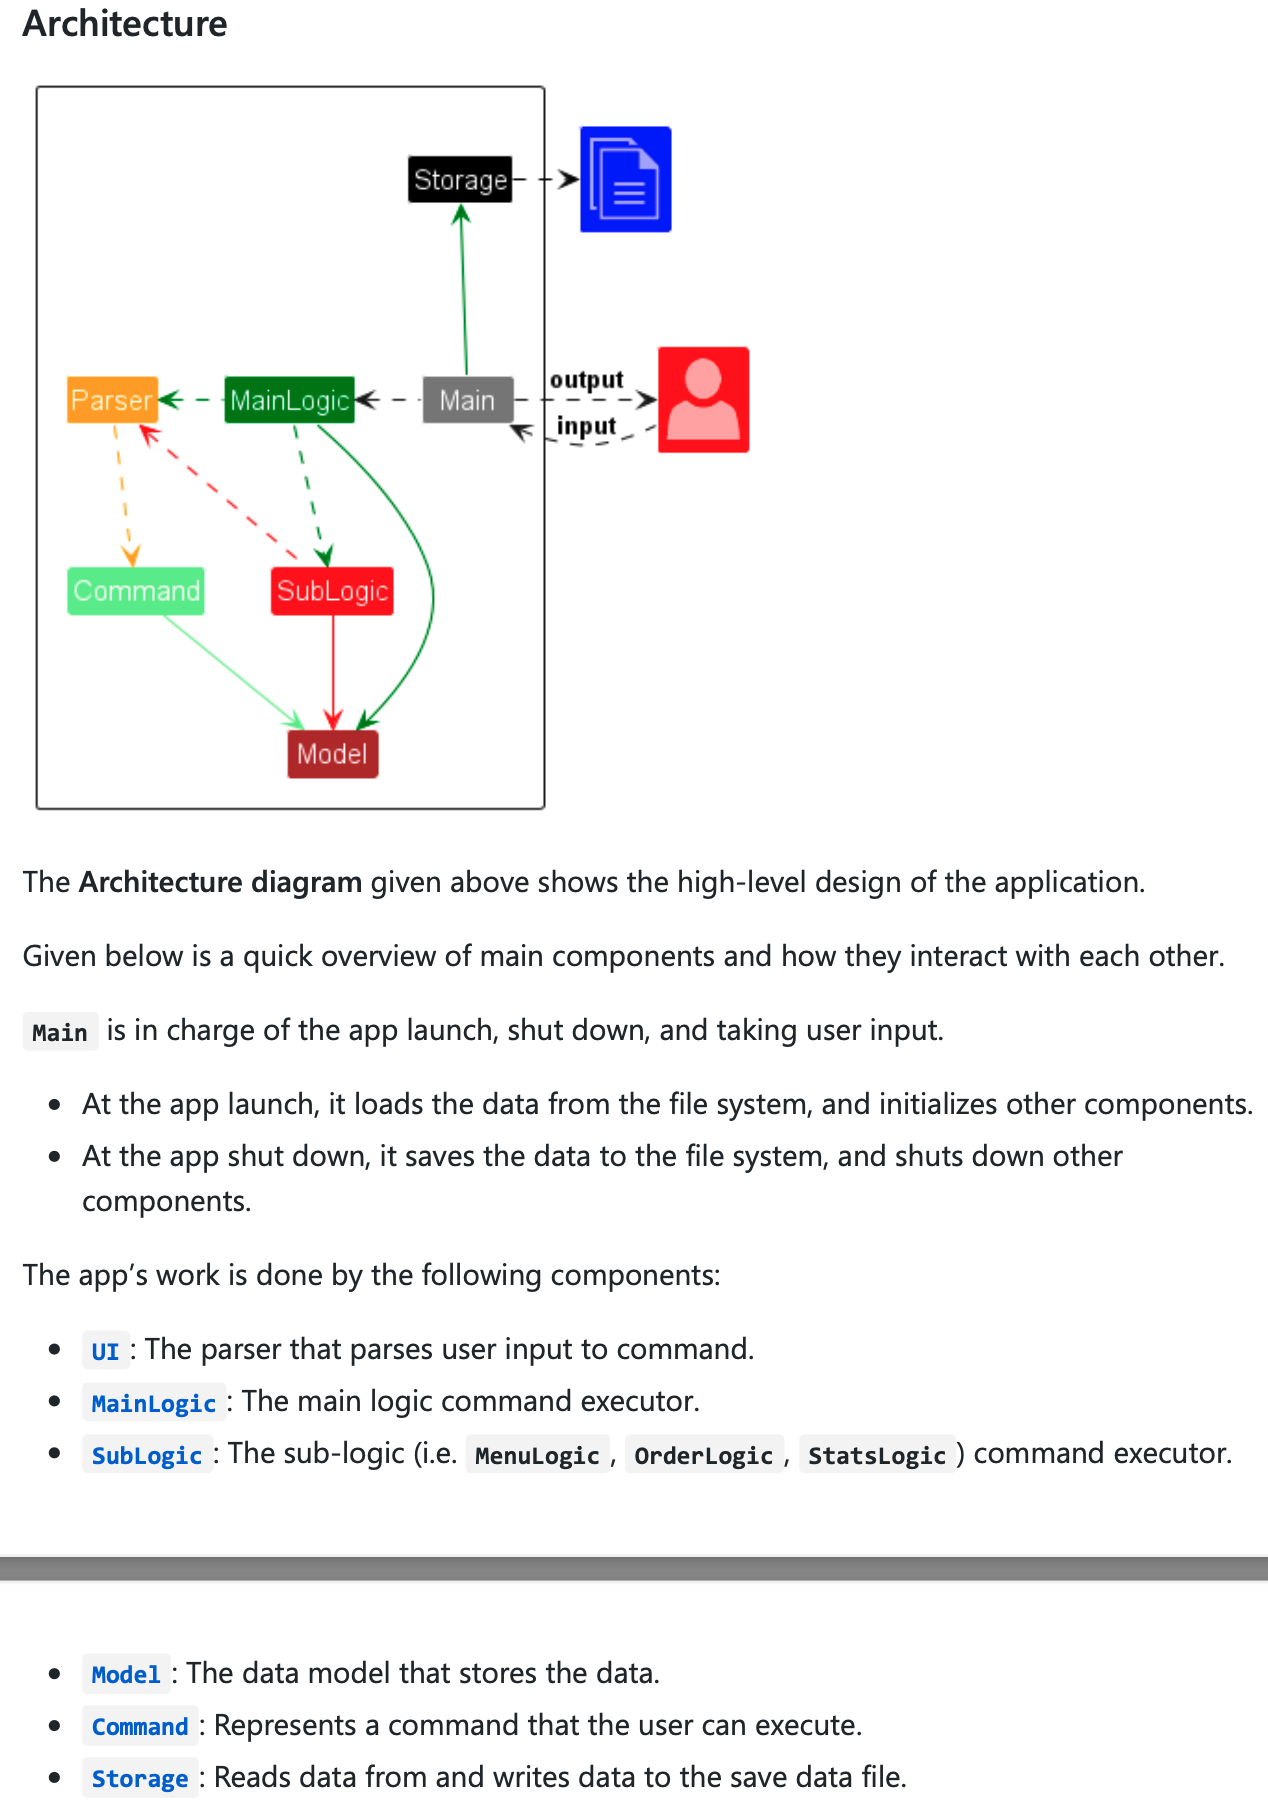 Architecture
Storage
Parser
MainLogic
Main
output
input
Command
SubLogic
Model
The Architecture diagram given above shows the high-level design of the application.
Given below is a quick overview of main components and how they interact with each other.
Main is in charge of the app launch, shut down, and taking user input.
• At the app launch, it loads the data from the file system, and initializes other components.
• At the app shut down, it saves the data to the file system, and shuts down other
components.
The app’s work is done by the following components:
• UI : The parser that parses user input to command.
• MainLogic : The main logic command executor.
• SubLogic : The sub-logic (i.e. MenuLogic , OrderLogic , StatsLogic ) command executor.
• Model : The data model that stores the data.
• Command : Represents a command that the user can execute.
• Storage : Reads data from and writes data to the save data file.